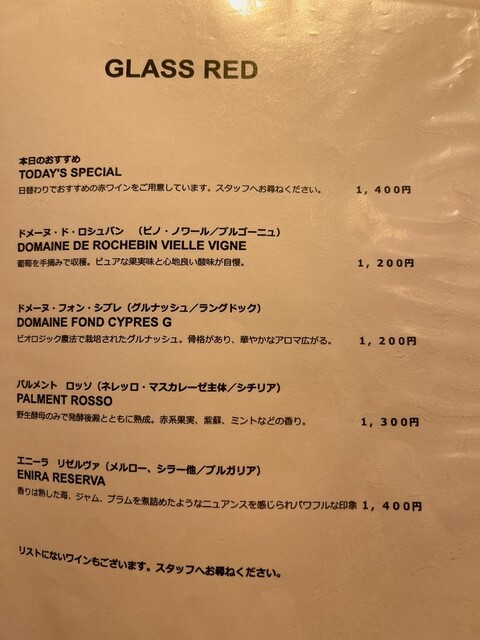 GLASS RED
本日のおすすめ
TODAY'S SPECIAL
日替わりでおすすめの赤ワインをご用意しています。スタッフへお尋ねください。 1,400円
ドメーヌ・ド・ロシュバン (ピノ・ノワール/ブルゴーニュ)
DOMAINE DE ROCHEBIN VIELLE VIGNE
葡萄を手摘みで収穫。ピュアな果実味と心地良い酸味が自慢。 1,200円
ドメーヌ・フォン・シプレ(グルナッシュ/ラングドック)
DOMAINE FOND CYPRES G
ビオロジック農法で栽培されたグルナッシュ。骨格があり、華やかなアロマ広がる。 1,200円
パルメント ロッソ(ネレッロ・マスカレーゼ主体/シチリア)
PALMENT ROSSO
野生酵母のみで発酵後澱とともに熟成。赤系果実、紫蘇、ミントなどの香り。 1,300円
エニーラ リゼルヴァ(メルロー、シラー他/ブルガリア)
ENIRA RESERVA
香りは熟した苺、ジャム、プラムを煮詰めたようなニュアンスを感じられパワフルな印象 1,400円
リストにないワインもございます。スタッフへお尋ねください。